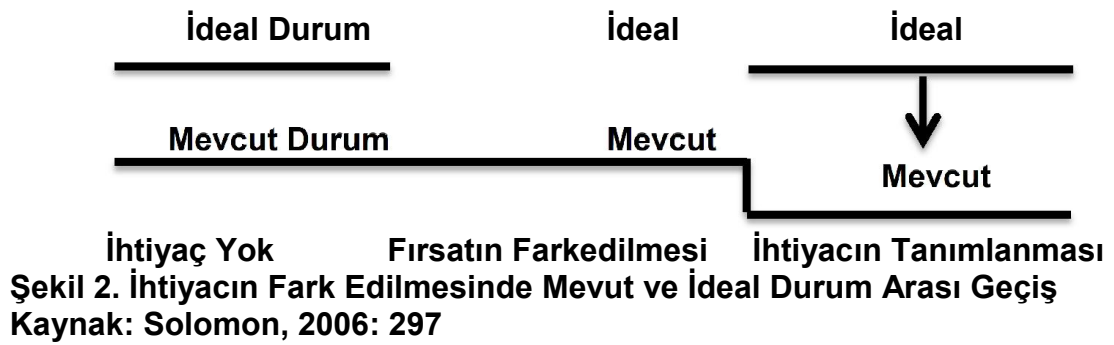 İdeal Durum İdeal İdeal
Mevcut Durum Mevcut
Mevcut
İhtiyaç Yok Fırsatın Farkedilmesi İhtiyacın Tanımlanması
Şekil 2. İhtiyacın Fark Edilmesinde Mevut ve İdeal Durum Arası Geçiş
Kaynak: Solomon, 2006: 297